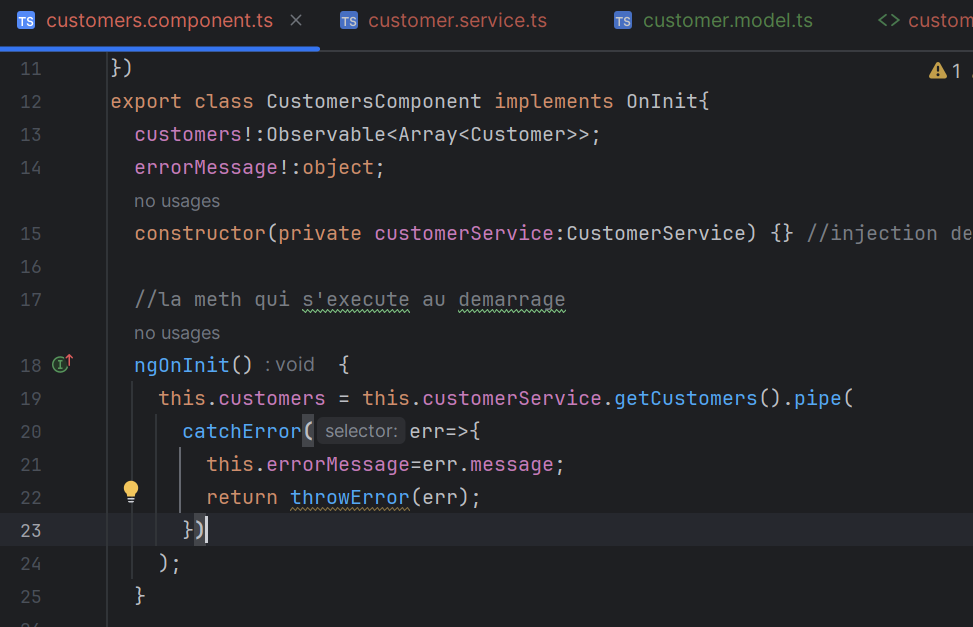 TS customers.component.ts × TS customer.service.ts TS customer.model.ts <> custom
11 })
1
12 export class CustomersComponent implements OnInit{
13 customers!:Observable<Array<Customer>>;
14 errorMessage!:object;
no usages
15 constructor(private customerService:CustomerService) {} //injection de
16
17 //la meth qui s'execute au demarrage
no usages
18 ngOnInit() : void {
19 this.customers = this.customerService.getCustomers().pipe(
20 catchError( selector: err=>{
21 this.errorMessage=err.message;
22 return throwError(err);
23 })
24 );
25 }